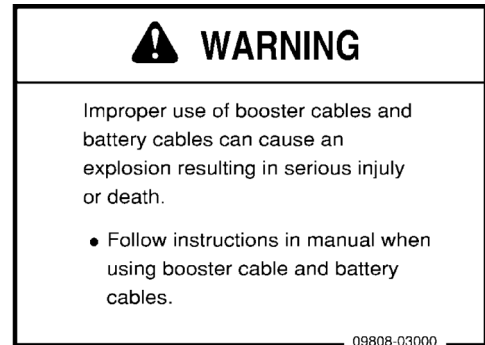 WARNING
Improper use of booster cables and
battery cables can cause an
explosion resulting in serious injuly
or death.
● Follow instructions in manual when
using booster cable and battery
cables.
09808-03000